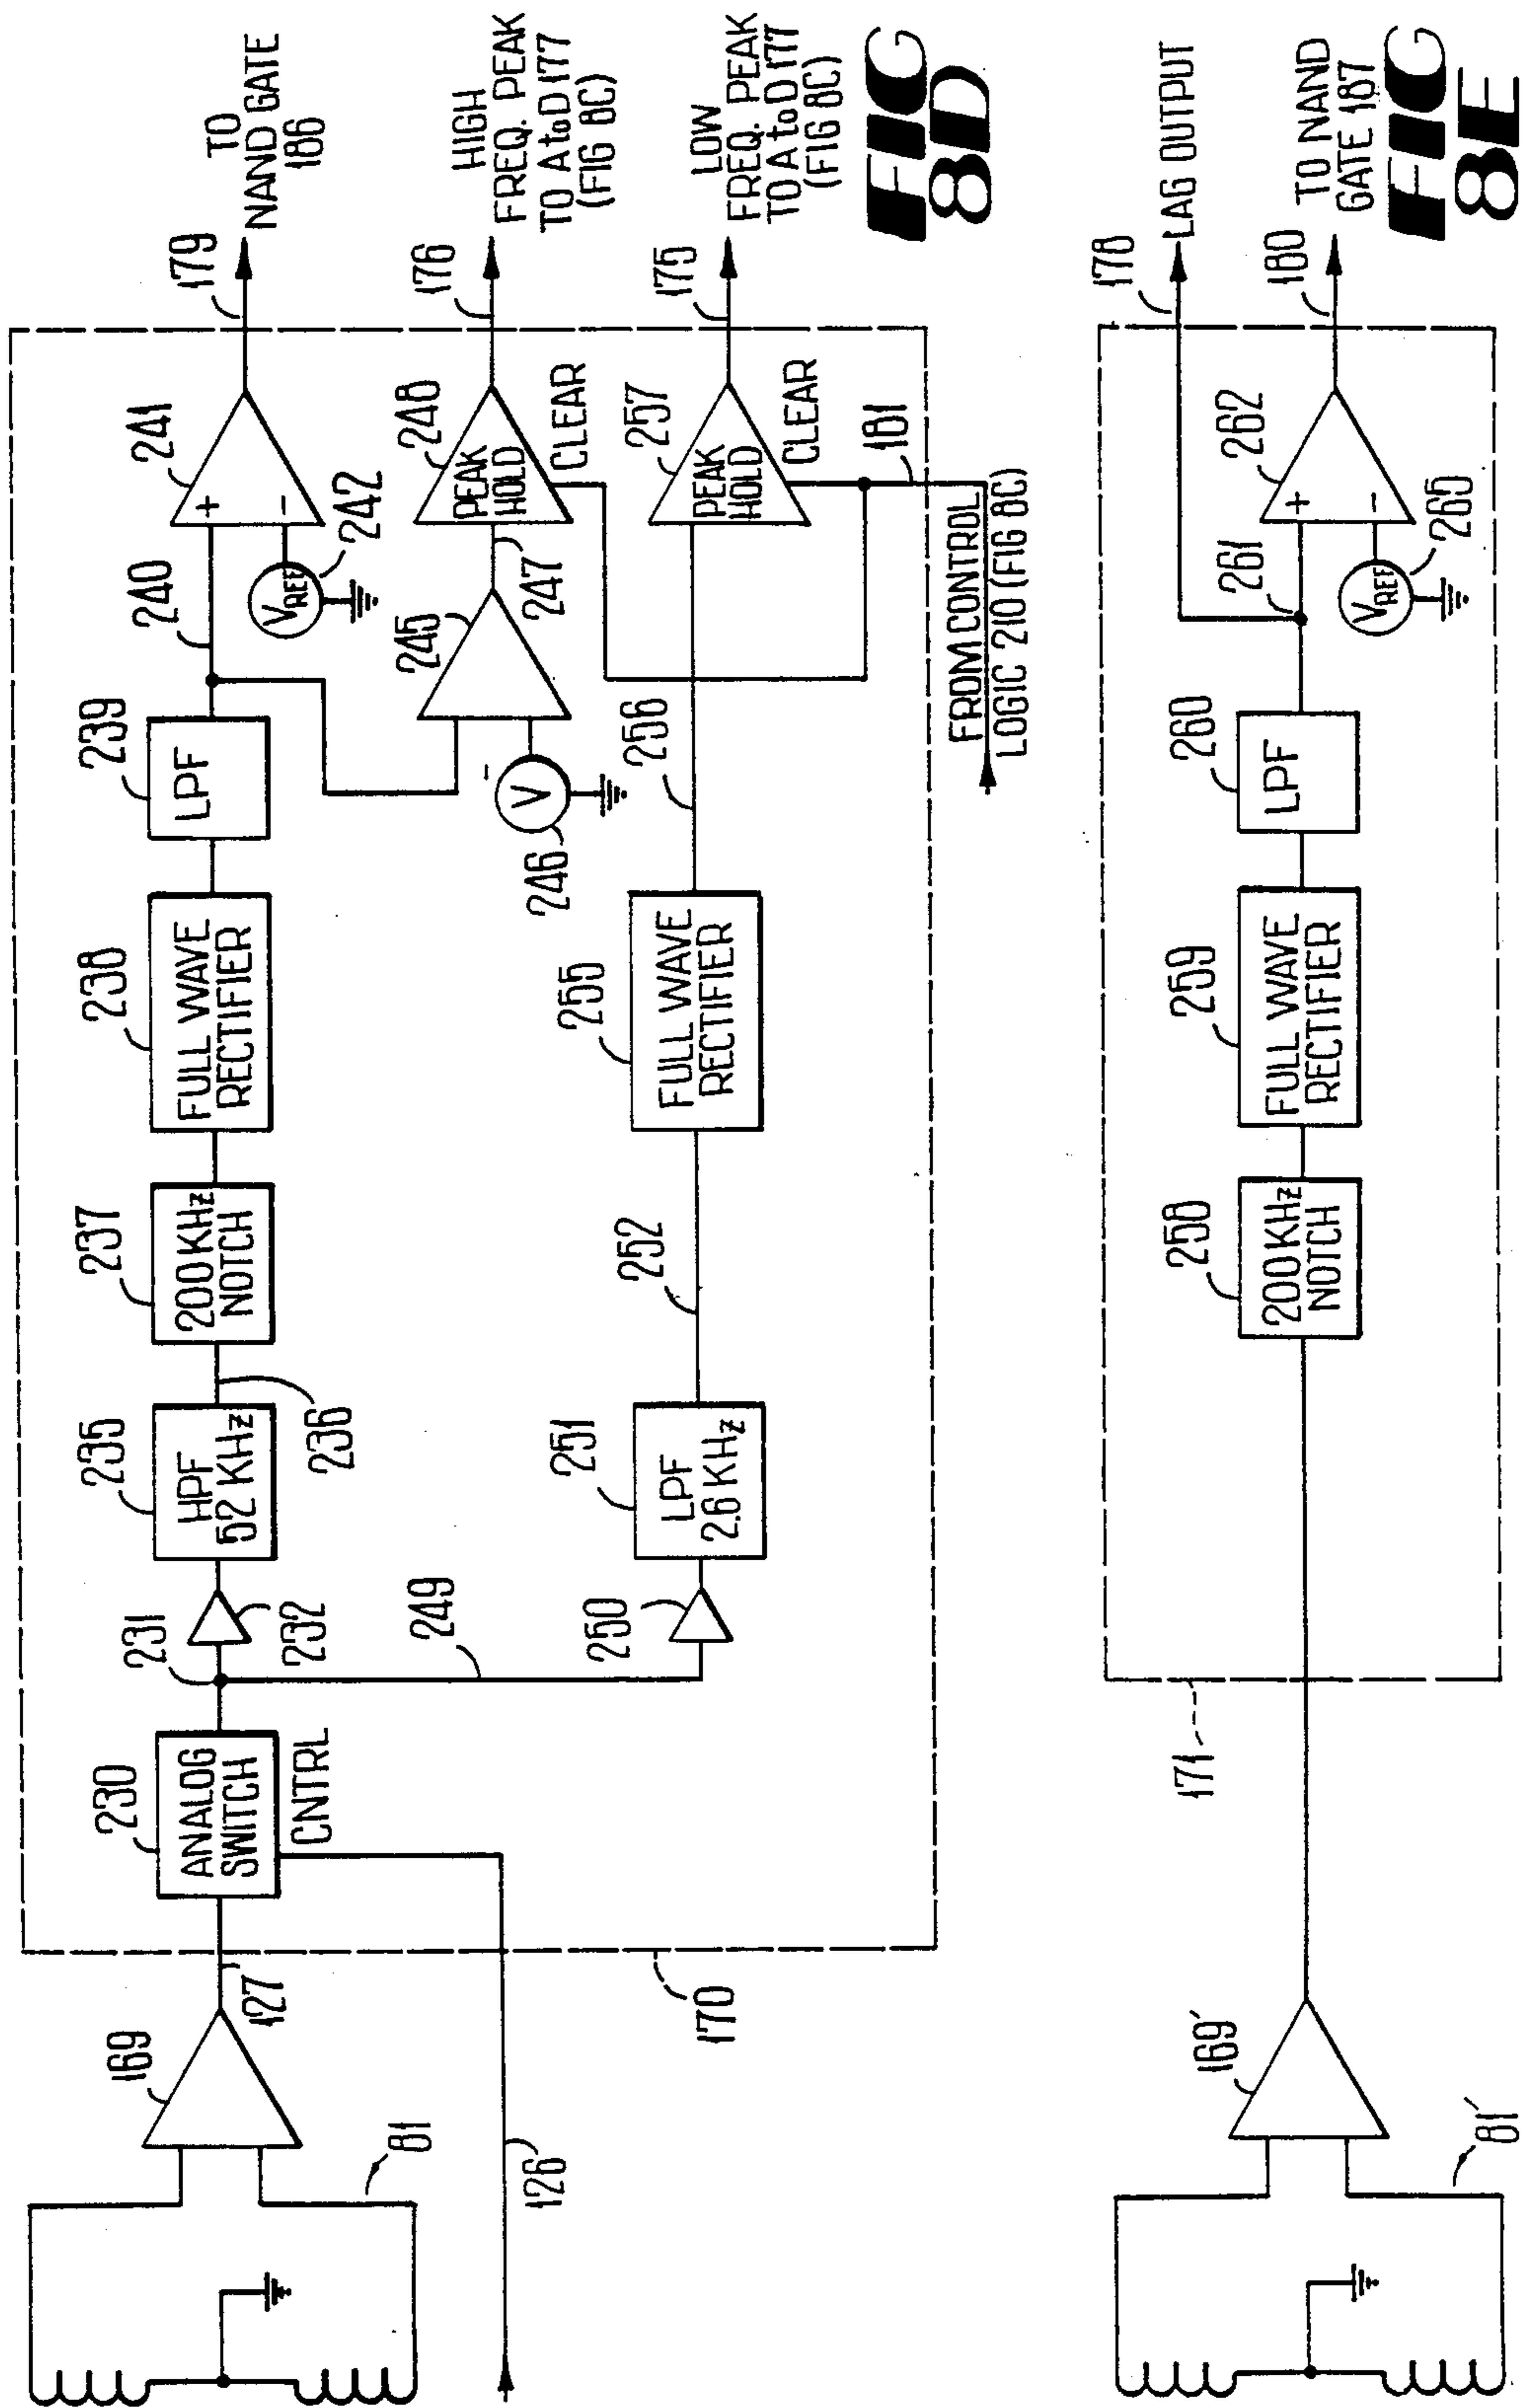 169
127
81
126
170
230
ANALOG
SWITCH
CNTRL
231
232
249
250
235
HPF
52 KHz
236
237
200KHz
NOTCH
238
FULL WAVE
RECTIFIER
239
LPF
240
241
+
-
VREF
242
179
TO
NAND GATE
186
245
-
V
246
247
248
PEAK
HOLD
CLEAR
176
HIGH
FREQ. PEAK
TO A to D 177
(FIG 8C)
251
LPF
2.6 KHz
252
255
FULL WAVE
RECTIFIER
256
257
PEAK
HOLD
CLEAR
175
LOW
FREQ. PEAK
TO A to D 177
(FIG 8C)
181
FROM CONTROL
LOGIC 210 (FIG 8C)
FIG
8D
169'
81'
171
258
200KHz
NOTCH
259
FULL WAVE
RECTIFIER
260
LPF
261
262
+
-
VREF
265
178
LAG OUTPUT
180
TO NAND
GATE 187
FIG
8E